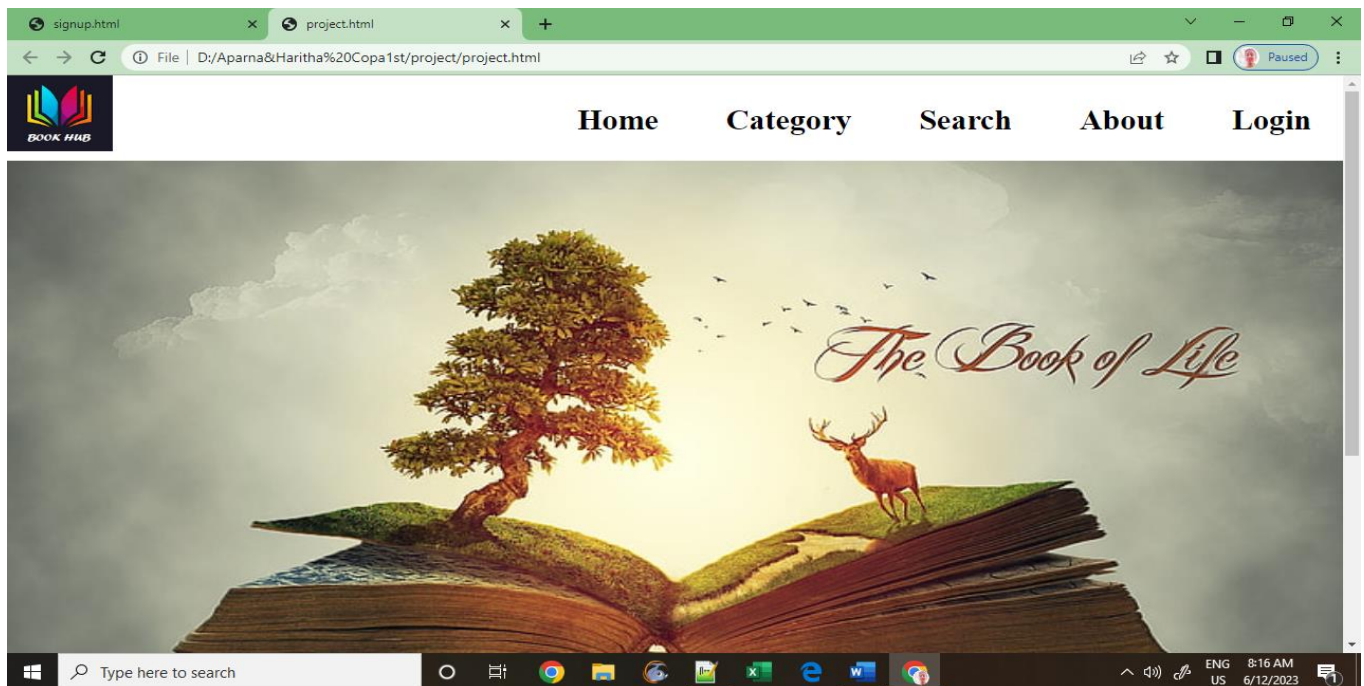 signup.html
project.html
File | D:/Aparna&Haritha%20Copa1st/project/project.html
Paused
BOOK HUB
Home Category Search About Login
The Book of Life
Type here to search
ENG 8:16 AM
US 6/12/2023
1